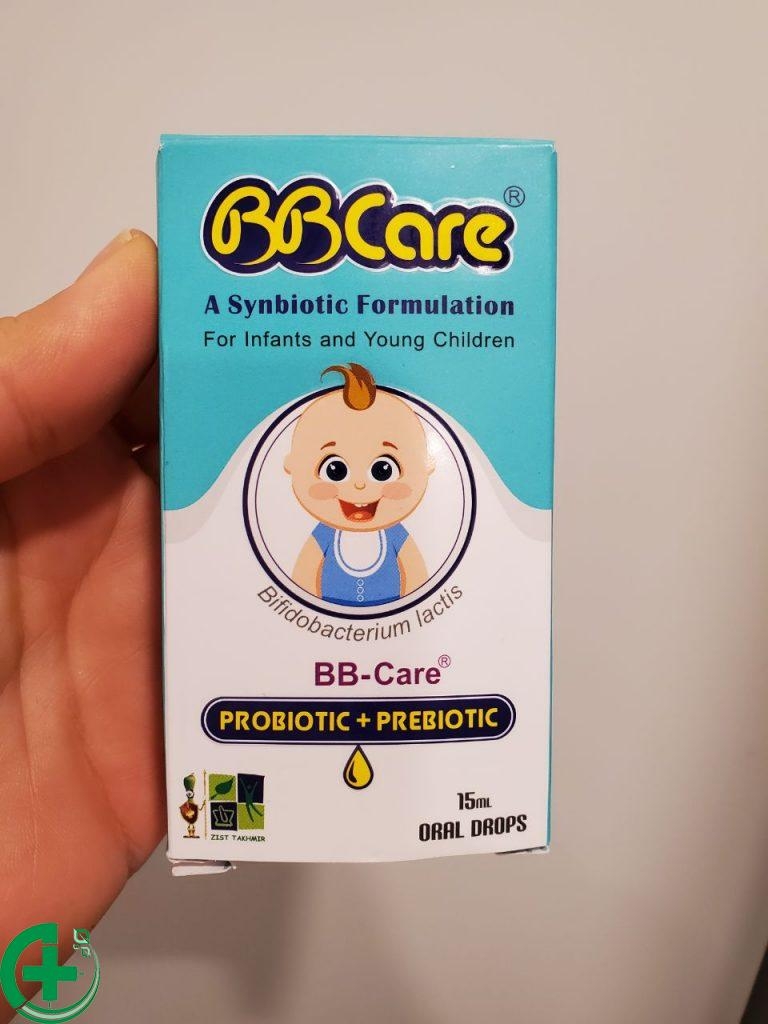 BBCare®
A Synbiotic Formulation
For Infants and Young Children
Bifidobacterium lactis
BB-Care®
PROBIOTIC + PREBIOTIC
15ML
ORAL DROPS
ZIST TAKHMIR